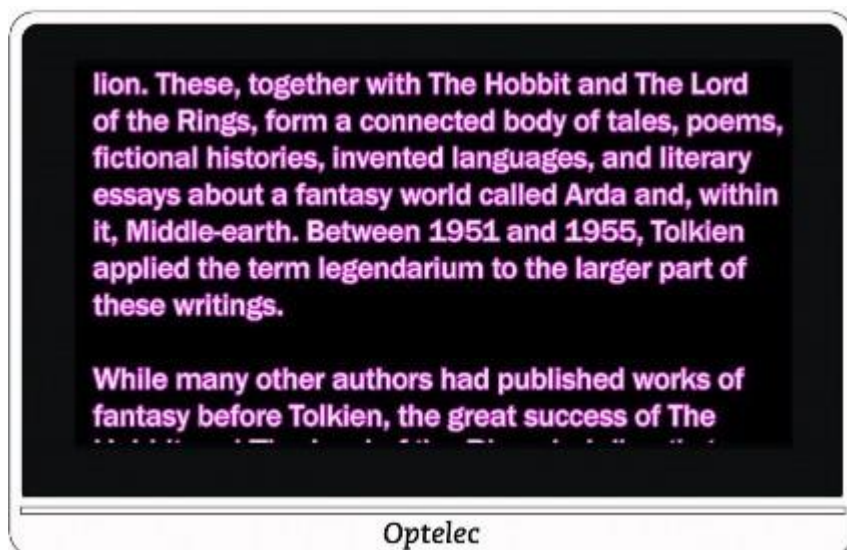 lion. These, together with The Hobbit and The Lord
of the Rings, form a connected body of tales, poems,
fictional histories, invented languages, and literary
essays about a fantasy world called Arda and, within
it, Middle-earth. Between 1951 and 1955, Tolkien
applied the term legendarium to the larger part of
these writings.
While many other authors had published works of
fantasy before Tolkien, the great success of The
Optelec